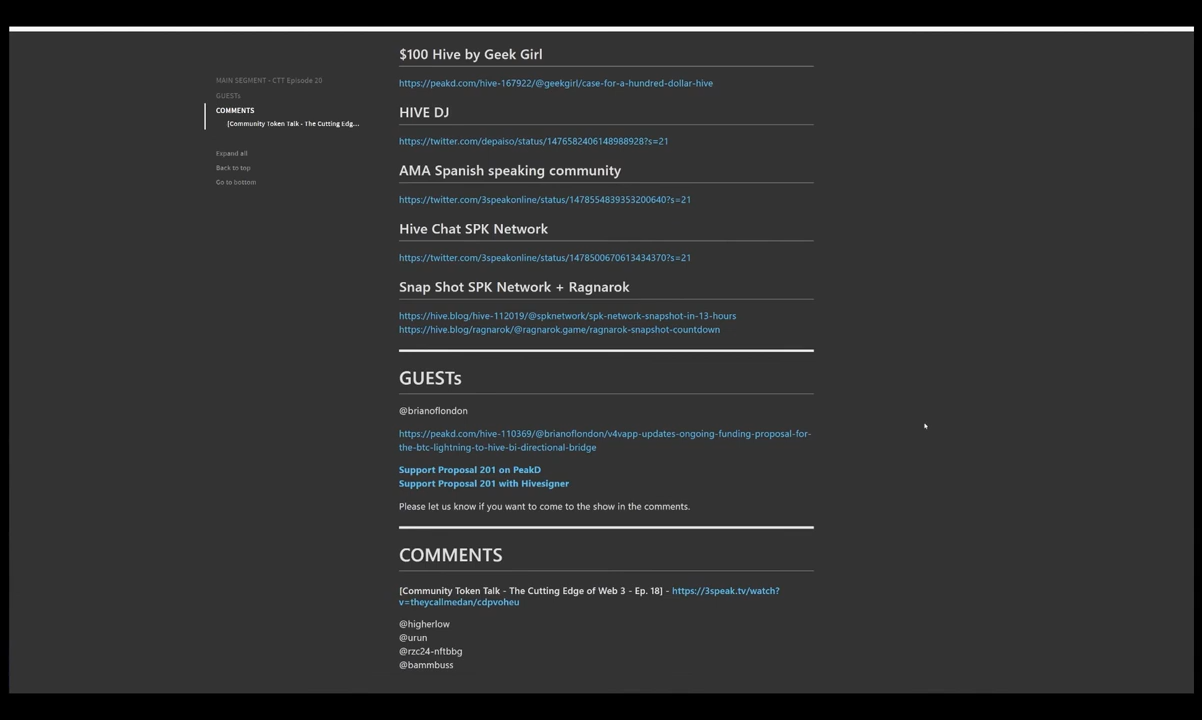 MAIN SEGMENT - CTT Episode 20
GUESTs
COMMENTS
[Community Token Talk - The Cutting Edg...
Expand all
Back to top
Go to bottom
$100 Hive by Geek Girl
https://peakd.com/hive-167922/@geekgirl/case-for-a-hundred-dollar-hive
HIVE DJ
https://twitter.com/depaiso/status/1476582406148988928?s=21
AMA Spanish speaking community
https://twitter.com/3speakonline/status/1478554839353200640?s=21
Hive Chat SPK Network
https://twitter.com/3speakonline/status/1478500670613434370?s=21
Snap Shot SPK Network + Ragnarok
https://hive.blog/hive-112019/@spknetwork/spk-network-snapshot-in-13-hours
https://hive.blog/ragnarok/@ragnarok.game/ragnarok-snapshot-countdown
GUESTs
@brianoflondon
https://peakd.com/hive-110369/@brianoflondon/v4vapp-updates-ongoing-funding-proposal-for-
the-btc-lightning-to-hive-bi-directional-bridge
Support Proposal 201 on PeakD
Support Proposal 201 with Hivesigner
Please let us know if you want to come to the show in the comments.
COMMENTS
[Community Token Talk - The Cutting Edge of Web 3 - Ep. 18] - https://3speak.tv/watch?
v=theycallmedan/cdpvoheu
@higherlow
@urun
@rzc24-nftbbg
@bammbuss